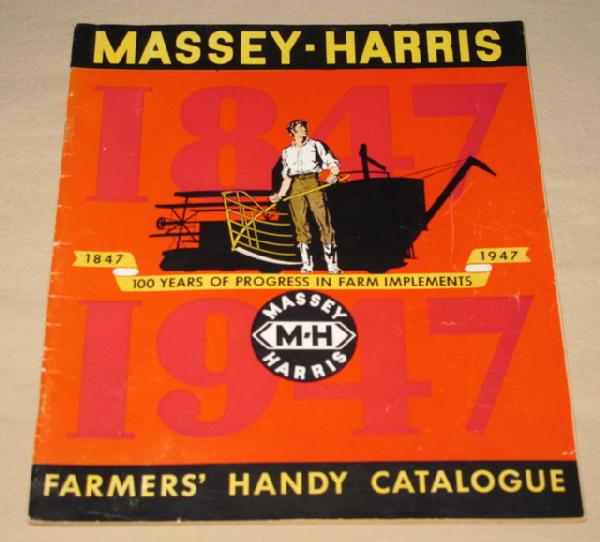 MASSEY-HARRIS
1847
1847 1947
100 YEARS OF PROGRESS IN FARM IMPLEMENTS
MASSEY
M-H
HARRIS
1947
FARMERS' HANDY CATALOGUE